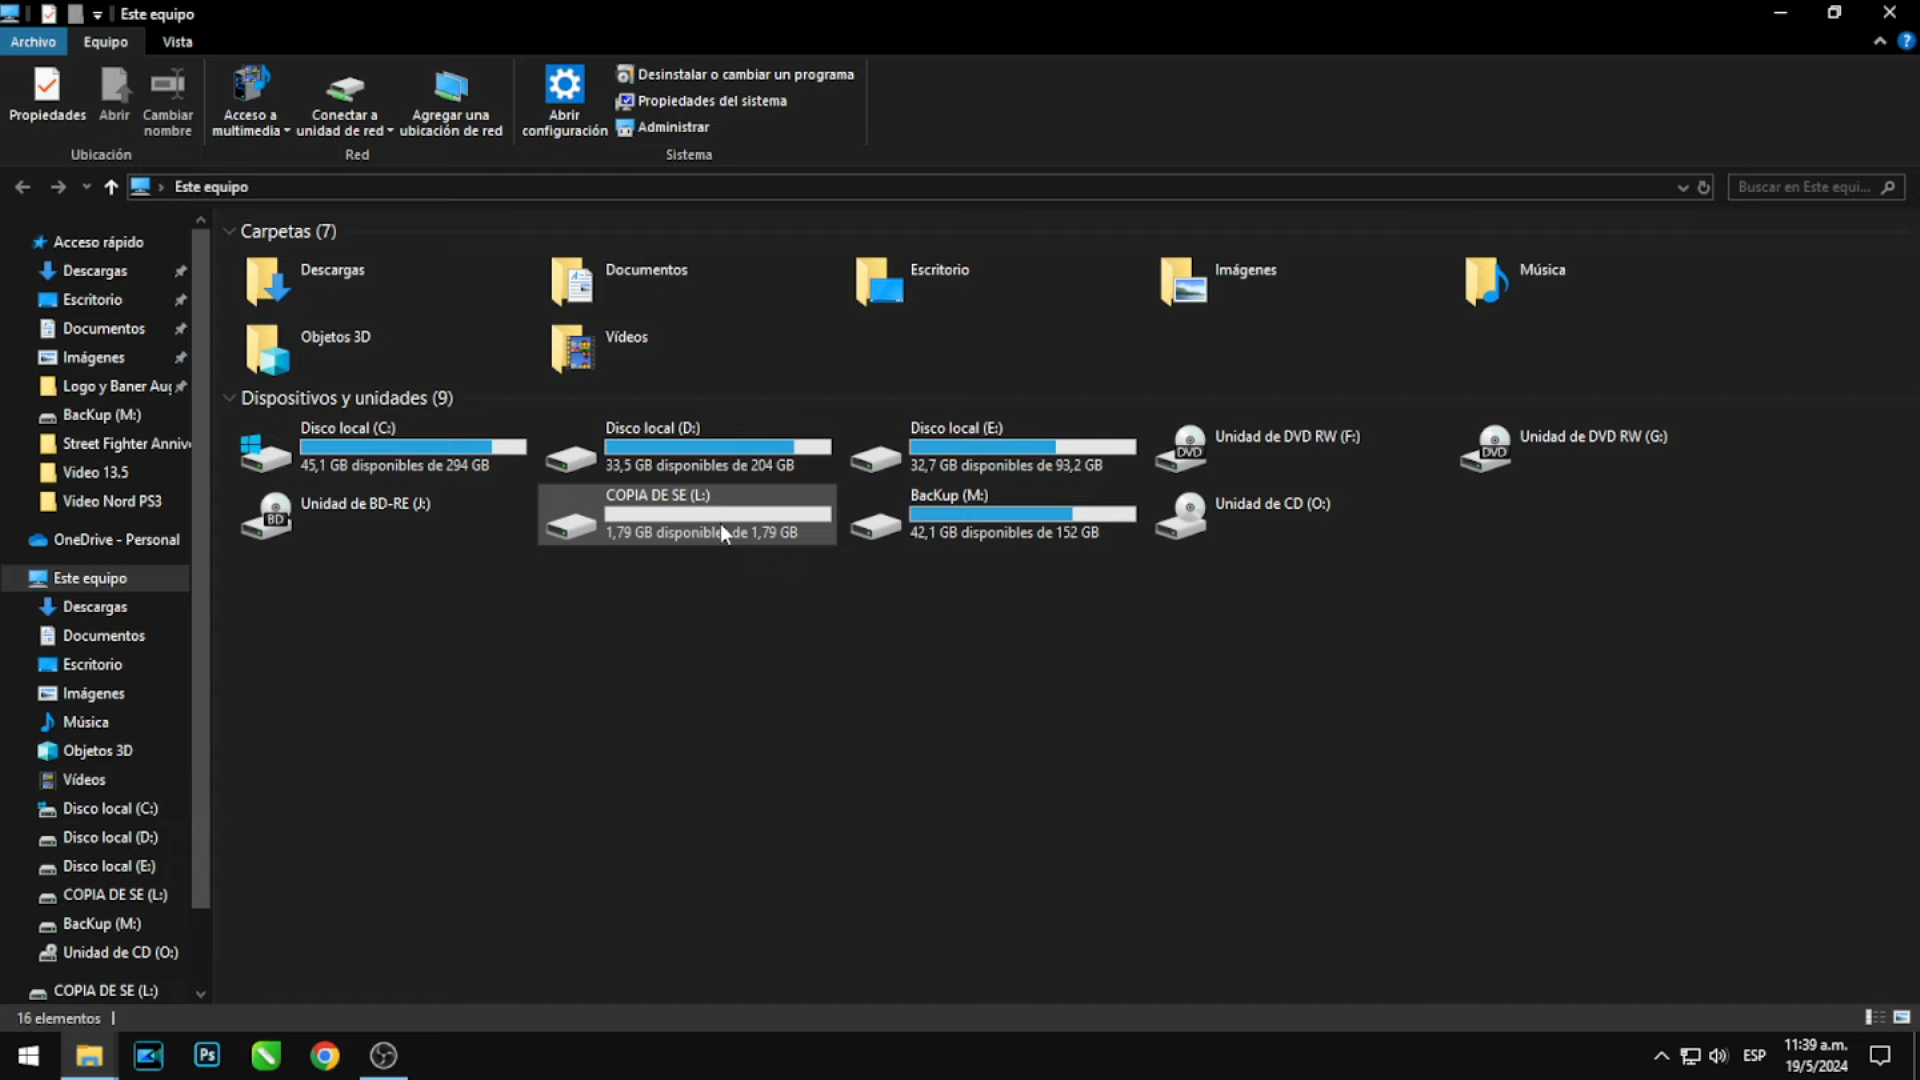 Este equipo
Archivo
Equipo
Vista
Propiedades
Abrir
Cambiar nombre
Ubicación
Acceso a multimedia
Conectar a unidad de red
Agregar una ubicación de red
Red
Abrir configuración
Desinstalar o cambiar un programa
Propiedades del sistema
Administrar
Sistema
Este equipo
Buscar en Este equi...
Acceso rápido
Descargas
Escritorio
Documentos
Imágenes
Logo y Baner Aug
BacKup (M:)
Street Fighter Anniv
Video 13.5
Video Nord PS3
OneDrive - Personal
Este equipo
Descargas
Documentos
Escritorio
Imágenes
Música
Objetos 3D
Vídeos
Disco local (C:)
Disco local (D:)
Disco local (E:)
COPIA DE SE (L:)
BacKup (M:)
Unidad de CD (O:)
COPIA DE SE (L:)
Carpetas (7)
Descargas
Documentos
Escritorio
Imágenes
Música
Objetos 3D
Vídeos
Dispositivos y unidades (9)
Disco local (C:)
45,1 GB disponibles de 294 GB
Disco local (D:)
33,5 GB disponibles de 204 GB
Disco local (E:)
32,7 GB disponibles de 93,2 GB
DVD
Unidad de DVD RW (F:)
DVD
Unidad de DVD RW (G:)
BD
Unidad de BD-RE (J:)
COPIA DE SE (L:)
1,79 GB disponibles de 1,79 GB
BacKup (M:)
42,1 GB disponibles de 152 GB
Unidad de CD (O:)
16 elementos
Ps
ESP
11:39 a.m.
19/5/2024